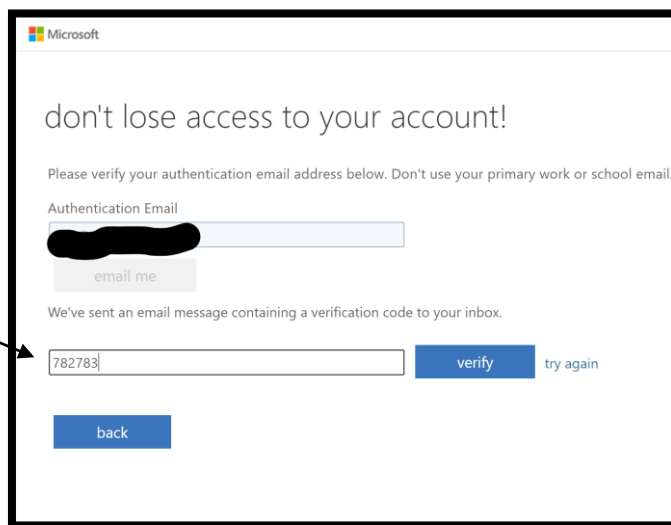 Microsoft
don't lose access to your account!
Please verify your authentication email address below. Don't use your primary work or school email.
Authentication Email
email me
We've sent an email message containing a verification code to your inbox.
782783
verify
try again
back